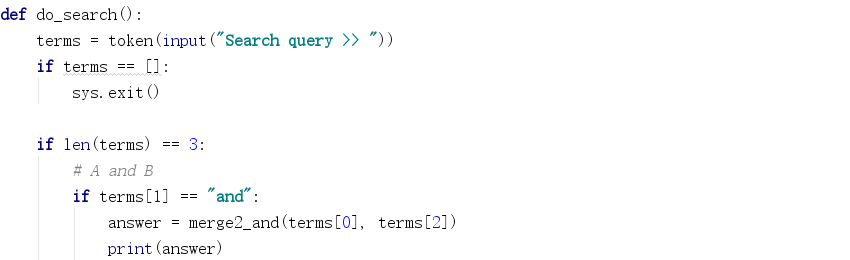 def do_search():
    terms = token(input("Search query >> "))
    if terms == []:
        sys.exit()

    if len(terms) == 3:
        # A and B
        if terms[1] == "and":
            answer = merge2_and(terms[0], terms[2])
            print(answer)